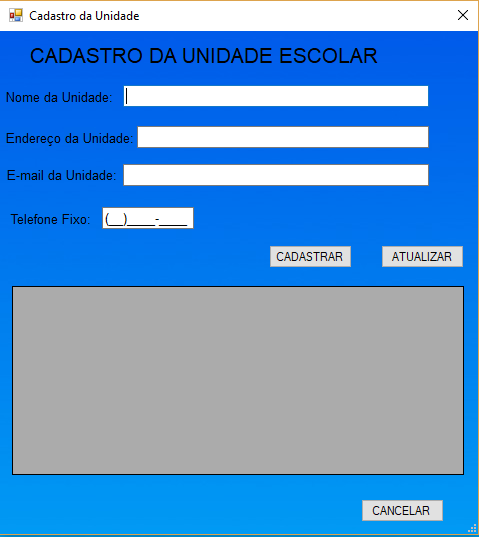 Cadastro da Unidade
CADASTRO DA UNIDADE ESCOLAR
Nome da Unidade:
Endereço da Unidade:
E-mail da Unidade:
Telefone Fixo: (__)____-____
CADASTRAR ATUALIZAR
CANCELAR